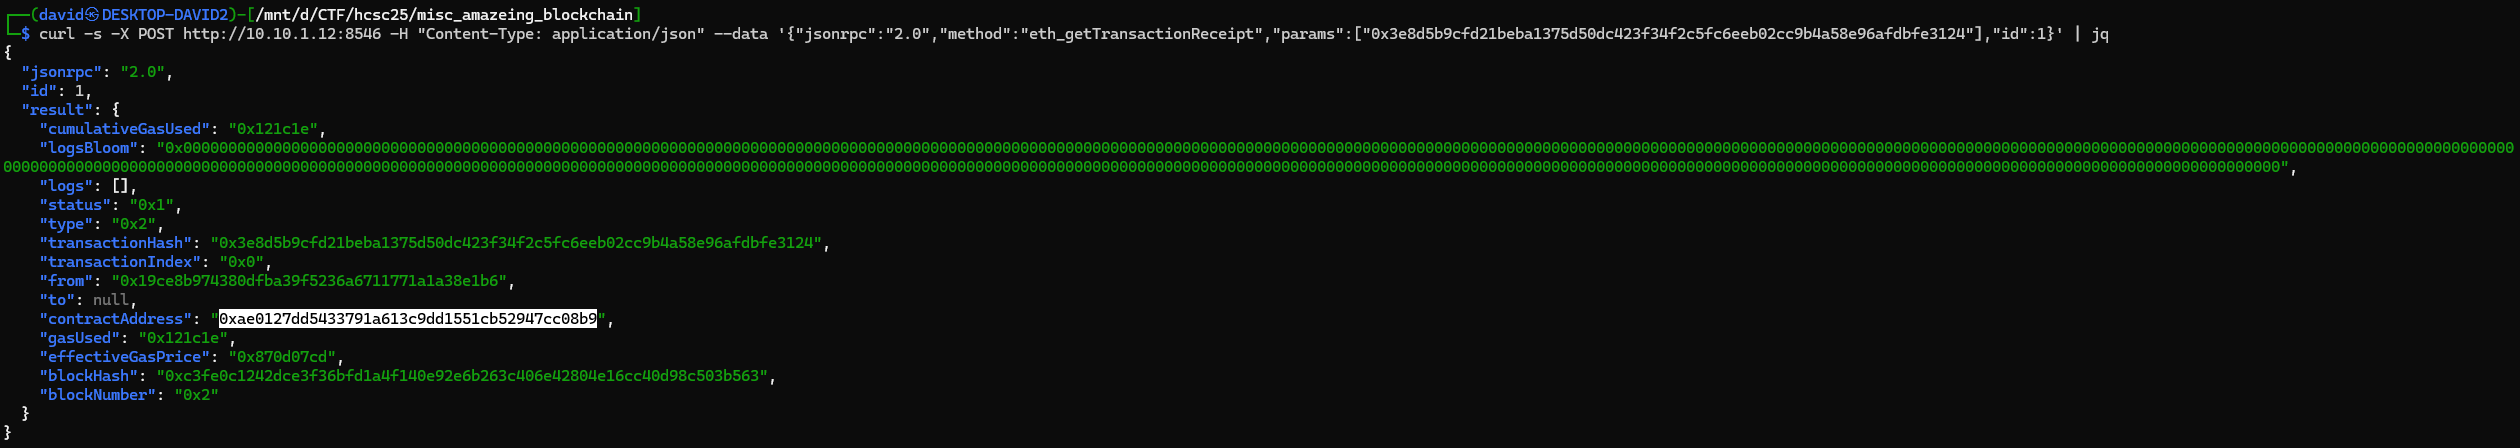 ┌──(david㉿DESKTOP-DAVID2)-[/mnt/d/CTF/hcsc25/misc_amazeing_blockchain]
└─$ curl -s -X POST http://10.10.1.12:8546 -H "Content-Type: application/json" --data '{"jsonrpc":"2.0","method":"eth_getTransactionReceipt","params":["0x3e8d5b9cfd21beba1375d50dc423f34f2c5fc6eeb02cc9b4a58e96afdbfe3124"],"id":1}' | jq
{
  "jsonrpc": "2.0",
  "id": 1,
  "result": {
    "cumulativeGasUsed": "0x121c1e",
    "logsBloom": "0x00000000000000000000000000000000000000000000000000000000000000000000000000000000000000000000000000000000000000000000000000000000000000000000000000000000000000000000000000000000000000000000000000000000000000000000000000000000000000000000000000000000000000000000000000
00000000000000000000000000000000000000000000000000000000000000000000000000000000000000000000000000000000000000000000000000000000000000000000000000000000000000000000000000000000000000000000000000000000000000000000000000000000000000000000000000000000000000",
    "logs": [],
    "status": "0x1",
    "type": "0x2",
    "transactionHash": "0x3e8d5b9cfd21beba1375d50dc423f34f2c5fc6eeb02cc9b4a58e96afdbfe3124",
    "transactionIndex": "0x0",
    "from": "0x19ce8b974380dfba39f5236a6711771a1a38e1b6",
    "to": null,
    "contractAddress": "0xae0127dd5433791a613c9dd1551cb52947cc08b9",
    "gasUsed": "0x121c1e",
    "effectiveGasPrice": "0x870d07cd",
    "blockHash": "0xc3fe0c1242dce3f36bfd1a4f140e92e6b263c406e42804e16cc40d98c503b563",
    "blockNumber": "0x2"
  }
}